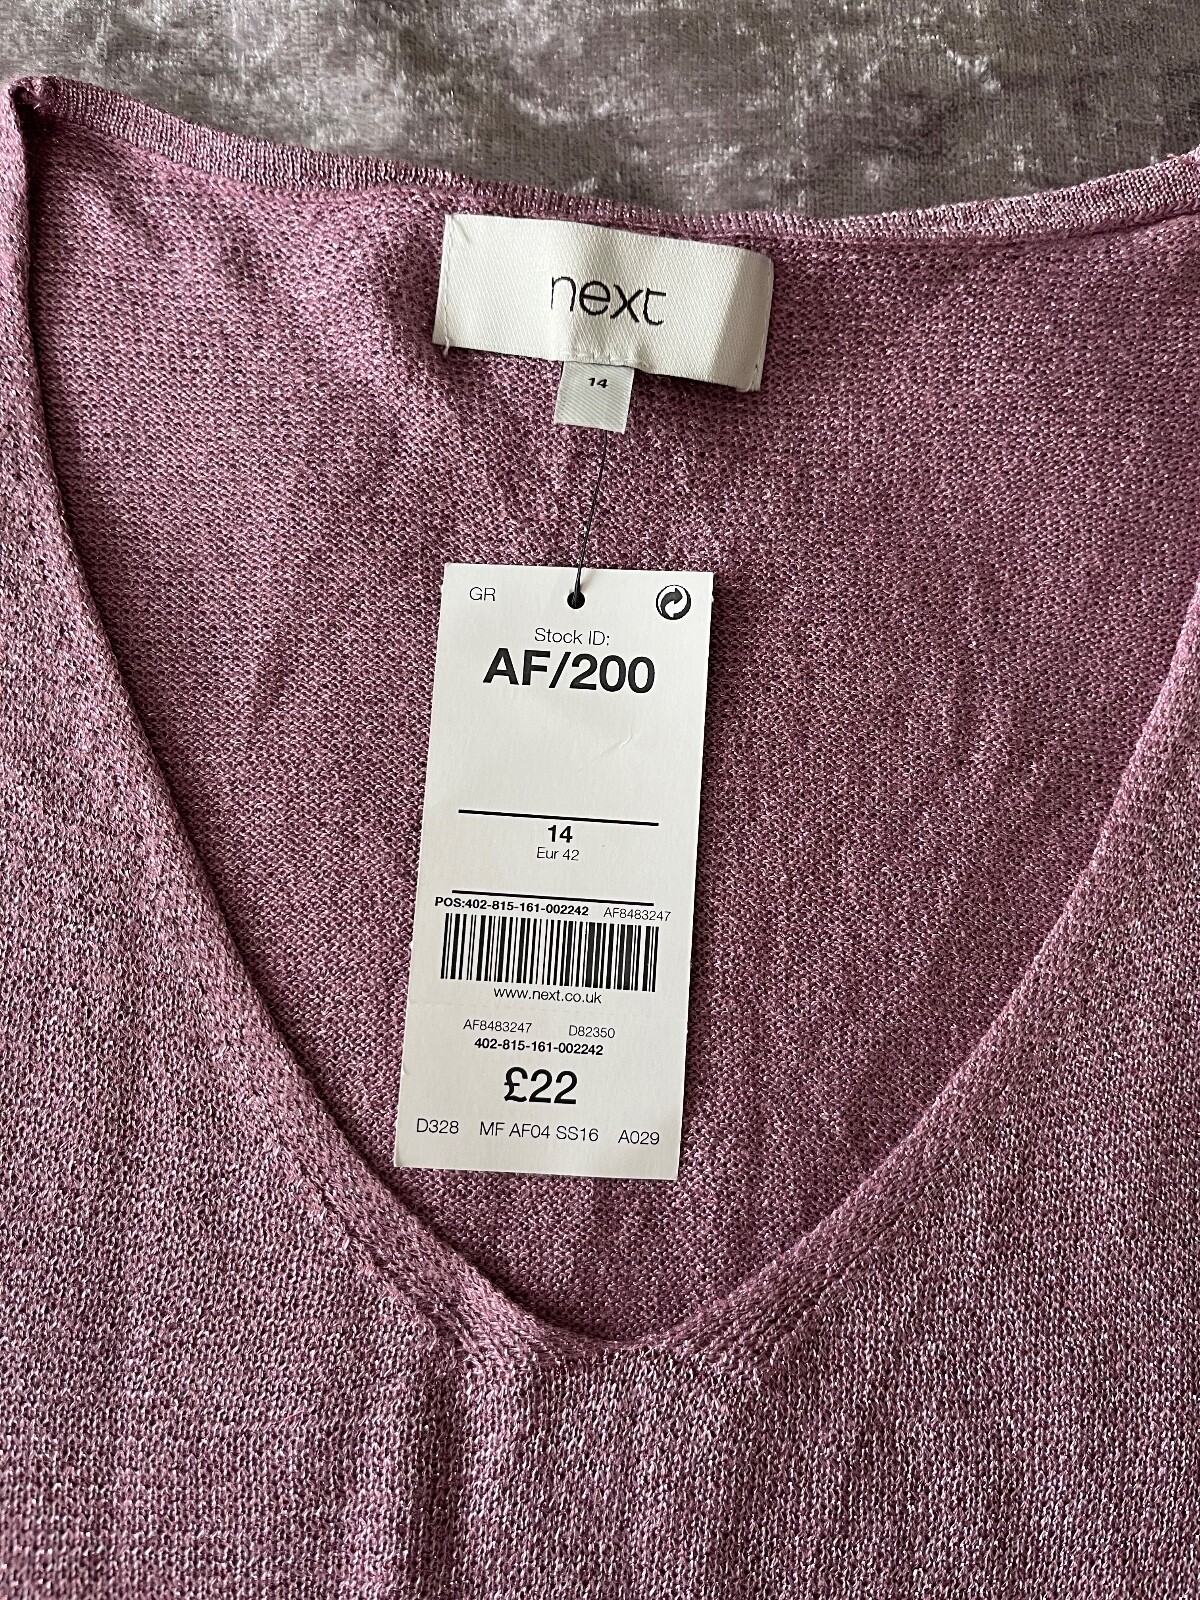 next
14
GR
Stock ID:
AF/200
14
Eur 42
POS:402-815-161-002242 AF8483247
www.next.co.uk
AF8483247 D82350
402-815-161-002242
£22
D328 MF AF04 SS16 A029